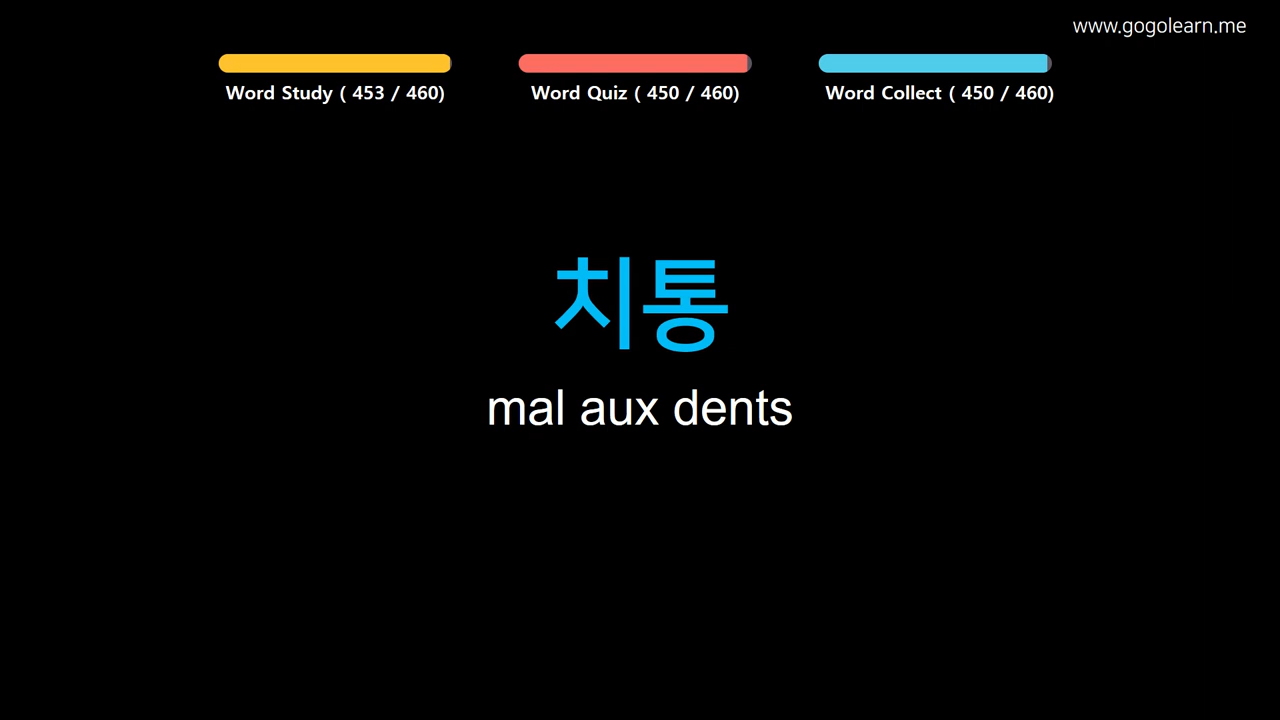 www.gogolearn.me
Word Study ( 453 / 460)
Word Quiz ( 450 / 460)
Word Collect ( 450 / 460)
치통
mal aux dents